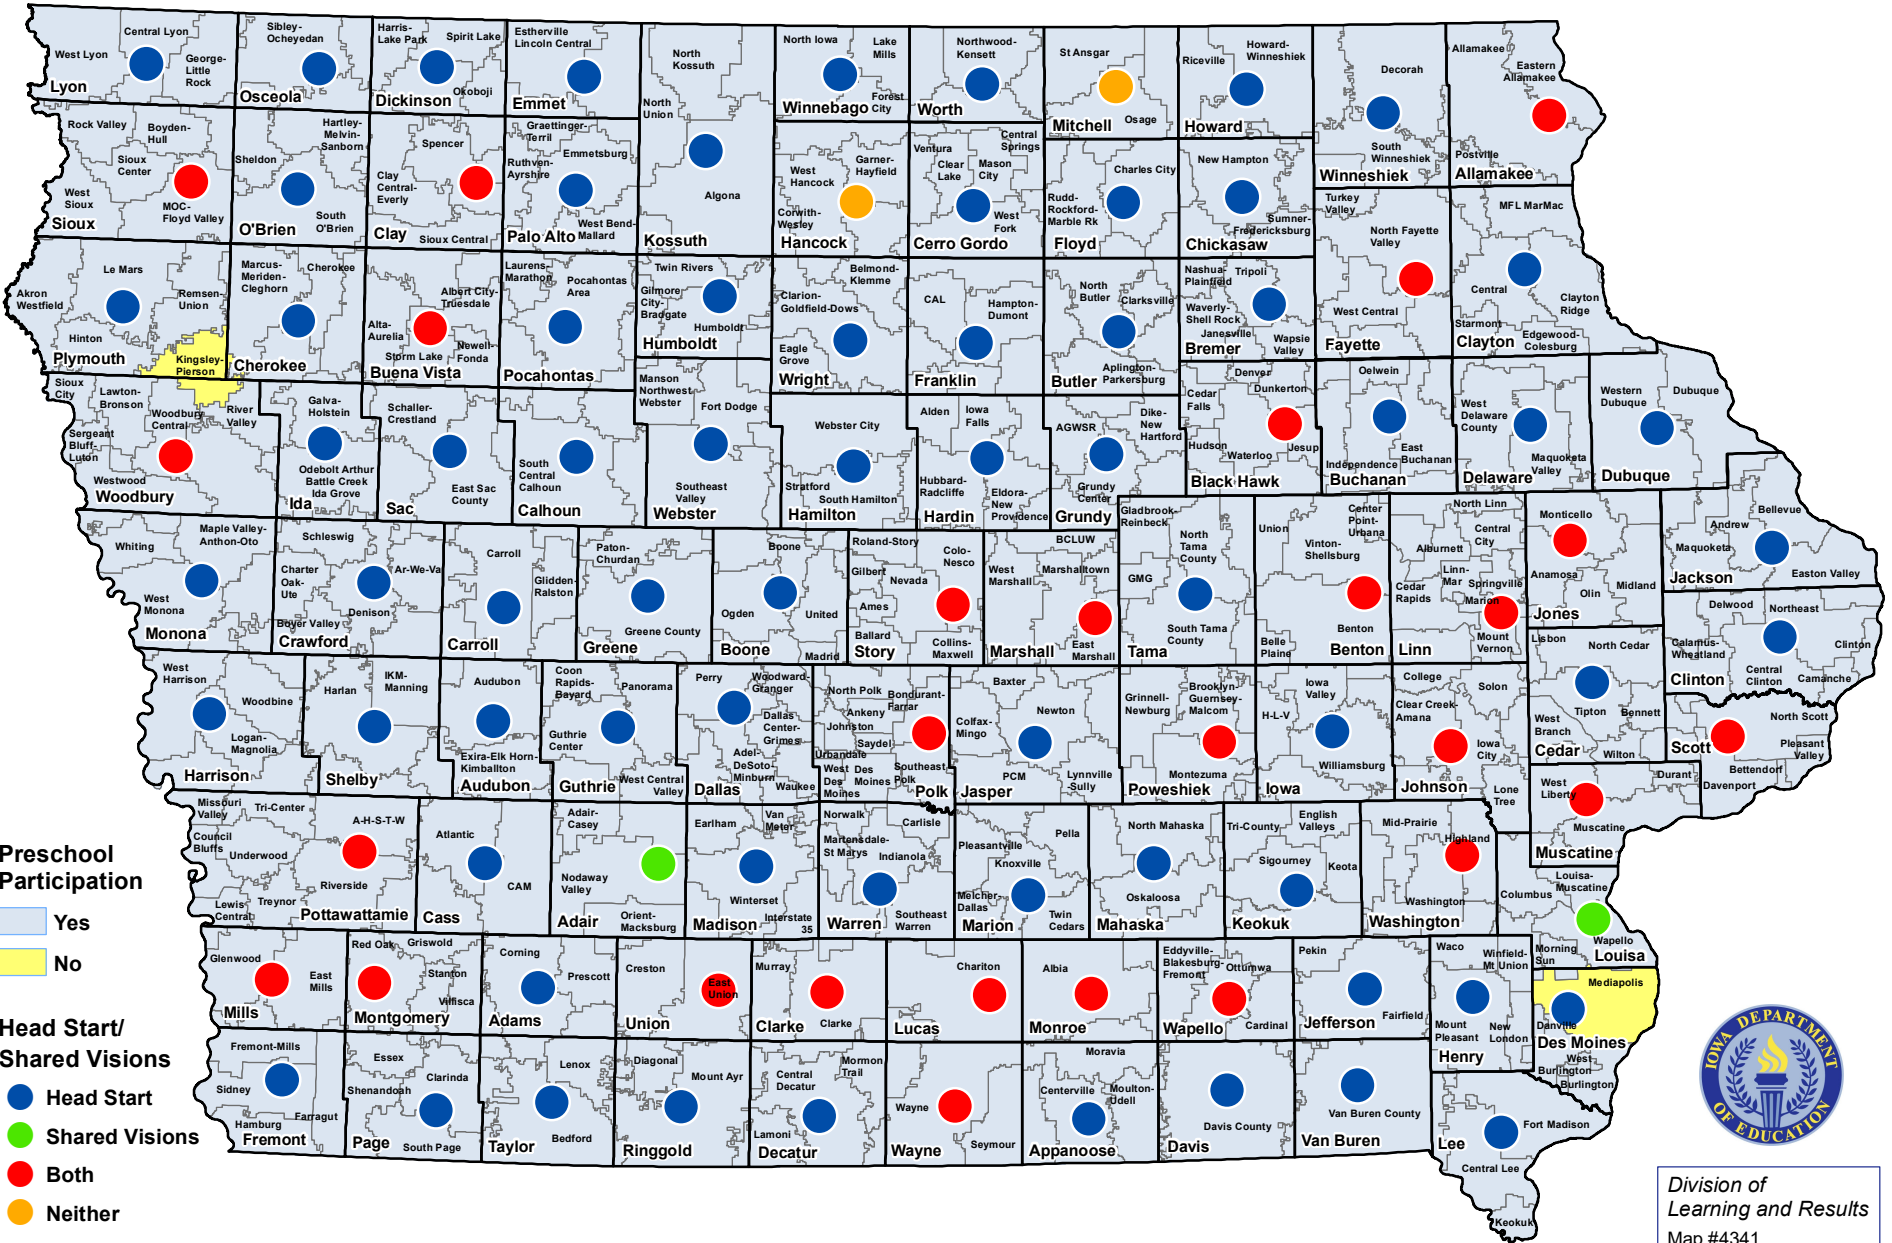 Central Lyon
West Lyon
George-
Little
Rock
Lyon
Sibley-
Ocheyedan
Osceola
Harris-
Lake Park
Spirit Lake
Okoboji
Dickinson
Estherville
Lincoln Central
Emmet
North
Kossuth
North
Union
Algona
Kossuth
North Iowa
Lake
Mills
Forest
City
Winnebago
Northwood-
Kensett
Worth
St Ansgar
Osage
Mitchell
Riceville
Howard-
Winneshiek
Howard
Decorah
South
Winneshiek
Winneshiek
Allamakee
Eastern
Allamakee
Postville
Allamakee
Rock Valley
Boyden-
Hull
Sioux
Center
West
Sioux
MOC-
Floyd Valley
Sioux
Hartley-
Melvin-
Sanborn
Sheldon
South
O'Brien
O'Brien
Spencer
Clay
Central-
Everly
Sioux Central
Clay
Graettinger-
Terril
Emmetsburg
Ruthven-
Ayrshire
West Bend-
Mallard
Palo Alto
West
Hancock
Garner-
Hayfield
Corwith-
Wesley
Hancock
Ventura
Central
Springs
Clear
Lake
Mason
City
West
Fork
Cerro Gordo
Charles City
Rudd-
Rockford-
Marble Rk
Floyd
New Hampton
Sumner-
Fredericksburg
Chickasaw
Turkey
Valley
North Fayette
Valley
West Central
Fayette
MFL MarMac
Central
Clayton
Ridge
Starmont
Edgewood-
Colesburg
Clayton
Le Mars
Akron
Westfield
Remsen-
Union
Hinton
Kingsley-
Pierson
Plymouth
Marcus-
Meriden-
Cleghorn
Cherokee
Cherokee
Albert City-
Truesdale
Alta-
Aurelia
Storm Lake
Newell-
Fonda
Buena Vista
Laurens-
Marathon
Pocahontas
Area
Pocahontas
Twin Rivers
Gilmore
City-
Bradgate
Humboldt
Humboldt
Belmond-
Klemme
Clarion-
Goldfield-Dows
Eagle
Grove
Wright
CAL
Hampton-
Dumont
Franklin
North
Butler
Clarksville
Aplington-
Parkersburg
Butler
Nashua-
Plainfield
Tripoli
Waverly-
Shell Rock
Janesville
Wapsie
Valley
Bremer
Sioux
City
Lawton-
Bronson
Woodbury
Central
River
Valley
Sergeant
Bluff-
Luton
Westwood
Woodbury
Galva-
Holstein
Odebolt Arthur
Battle Creek
Ida Grove
Ida
Schaller-
Crestland
East Sac
County
Sac
South
Central
Calhoun
Calhoun
Manson
Northwest
Webster
Fort Dodge
Southeast
Valley
Webster
Webster City
Stratford
South Hamilton
Hamilton
Alden
Iowa
Falls
Hubbard-
Radcliffe
Eldora-
New
Providence
Hardin
AGWSR
Dike-
New
Hartford
Grundy
Center
Grundy
Cedar
Falls
Denver
Dunkerton
Hudson
Waterloo
Jesup
Black Hawk
Oelwein
Independence
East
Buchanan
Buchanan
West
Delaware
County
Maquoketa
Valley
Delaware
Western
Dubuque
Dubuque
Dubuque
Maple Valley-
Anthon-Oto
Whiting
West
Monona
Monona
Schleswig
Charter
Oak-
Ute
Ar-We-Va
Denison
Boyer Valley
Crawford
Carroll
Glidden-
Ralston
Carroll
Paton-
Churdan
Greene County
Greene
Boone
Ogden
United
Madrid
Boone
Roland-Story
Colo-
Nesco
Gilbert
Nevada
Ames
Ballard
Collins-
Maxwell
Story
BCLUW
West
Marshall
Marshalltown
East
Marshall
Marshall
Gladbrook-
Reinbeck
North
Tama
County
GMG
South Tama
County
Tama
Union
Center
Point-
Urbana
Vinton-
Shellsburg
Benton
Belle
Plaine
Benton
North Linn
Central
City
Alburnett
Linn-
Mar
Springville
Cedar
Rapids
Marion
Mount
Vernon
Linn
Monticello
Anamosa
Midland
Olin
Jones
Bellevue
Andrew
Maquoketa
Easton Valley
Jackson
West
Harrison
Woodbine
Logan-
Magnolia
Harrison
Harlan
IKM-
Manning
Shelby
Audubon
Exira-Elk Horn-
Kimballton
Audubon
Coon
Rapids-
Bayard
Panorama
Guthrie
Center
West Central
Valley
Guthrie
Perry
Woodward-
Granger
Dallas
Center-
Grimes
Adel-
DeSoto-
Minburn
Waukee
Dallas
North Polk
Bondurant-
Farrar
Ankeny
Johnston
Saydel
Urbandale
West
Des
Moines
Des
Moines
Southeast
Polk
Polk
Baxter
Colfax-
Mingo
Newton
PCM
Lynnville
-Sully
Jasper
Grinnell-
Newburg
Brooklyn-
Guernsey-
Malcom
Montezuma
Poweshiek
Iowa
Valley
H-L-V
Williamsburg
Iowa
College
Solon
Clear Creek-
Amana
Iowa
City
Lone
Tree
Johnson
Lisbon
North Cedar
Tipton
Bennett
West
Branch
Wilton
Cedar
Delwood
Northeast
Calamus-
Wheatland
Clinton
Central
Clinton
Camanche
Clinton
North Scott
Pleasant
Valley
Bettendorf
Davenport
Scott
West
Liberty
Durant
Muscatine
Muscatine
Missouri
Valley
Tri-Center
A-H-S-T-W
Council
Bluffs
Underwood
Riverside
Treynor
Lewis
Central
Pottawattamie
Atlantic
CAM
Cass
Adair-
Casey
Nodaway
Valley
Orient-
Macksburg
Adair
Earlham
Van
Meter
Winterset
Interstate
35
Madison
Norwalk
Carlisle
Martensdale-
St Marys
Indianola
Southeast
Warren
Warren
Pella
Pleasantville
Knoxville
Melcher-
Dallas
Twin
Cedars
Marion
North Mahaska
Oskaloosa
Mahaska
Tri-County
English
Valleys
Sigourney
Keota
Keokuk
Mid-Prairie
Highland
Washington
Washington
Columbus
Louisa-
Muscatine
Wapello
Morning
Sun
Louisa
Glenwood
East
Mills
Mills
Red Oak
Griswold
Stanton
Villisca
Montgomery
Corning
Prescott
Adams
Creston
East
Union
Union
Murray
Clarke
Clarke
Chariton
Lucas
Albia
Monroe
Eddyville-
Blakesburg-
Fremont
Ottumwa
Cardinal
Wapello
Pekin
Fairfield
Jefferson
Waco
Winfield-
Mt Union
Mount
Pleasant
New
London
Henry
Mediapolis
Danville
Des Moines
West
Burlington
Burlington
Fremont-Mills
Sidney
Farragut
Hamburg
Fremont
Essex
Shenandoah
Clarinda
South Page
Page
Lenox
Bedford
Taylor
Diagonal
Mount Ayr
Ringgold
Central
Decatur
Mormon
Trail
Lamoni
Decatur
Wayne
Seymour
Wayne
Moravia
Centerville
Moulton-
Udell
Appanoose
Davis County
Davis
Van Buren County
Van Buren
Lee
Fort Madison
Central Lee
Keokuk
Preschool
Participation
Yes
No
Head Start/
Shared Visions
Head Start
Shared Visions
Both
Neither
IOWA DEPARTMENT
OF EDUCATION
Division of
Learning and Results
Map #4341